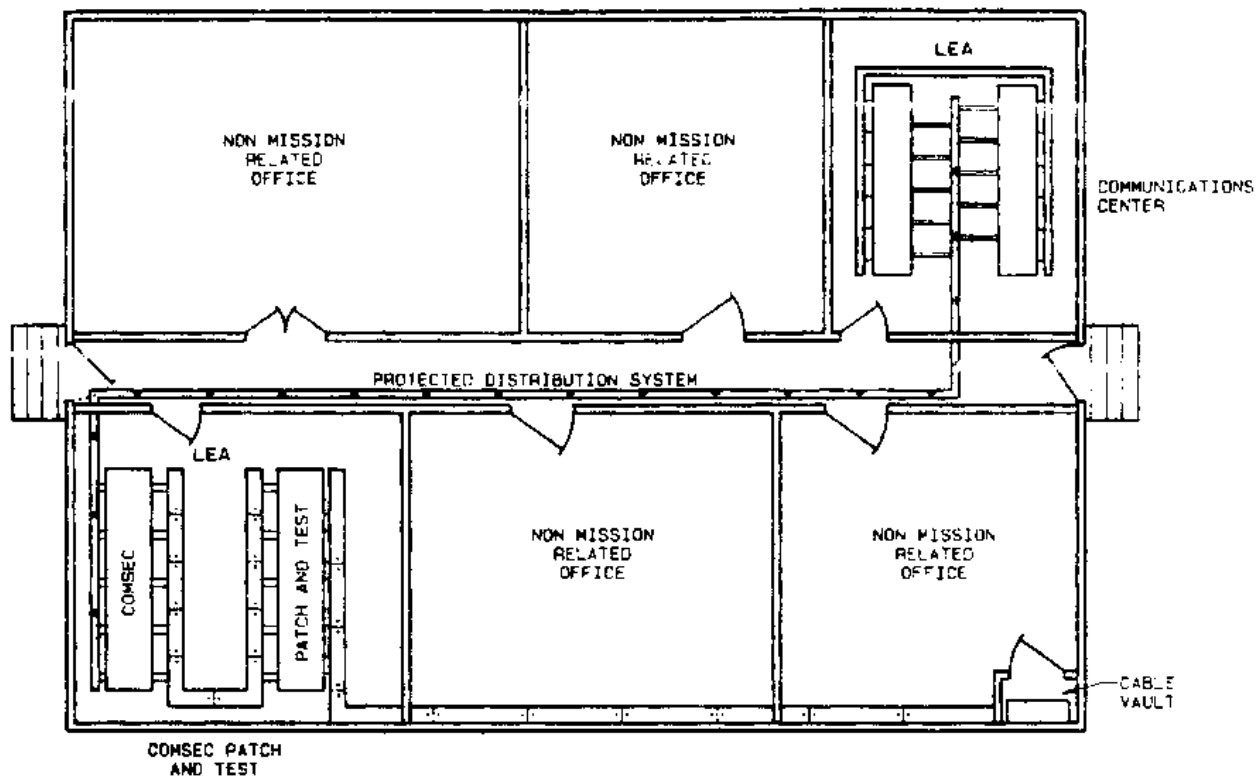 LEA
NON MISSION
RELATED
OFFICE
NON MISSION
RELATED
OFFICE
COMMUNICATIONS
CENTER
PROTECTED DISTRIBUTION SYSTEM
LEA
COMSEC
PATCH AND TEST
NON MISSION
RELATED
OFFICE
NON MISSION
RELATED
OFFICE
CABLE
VAULT
COMSEC PATCH
AND TEST